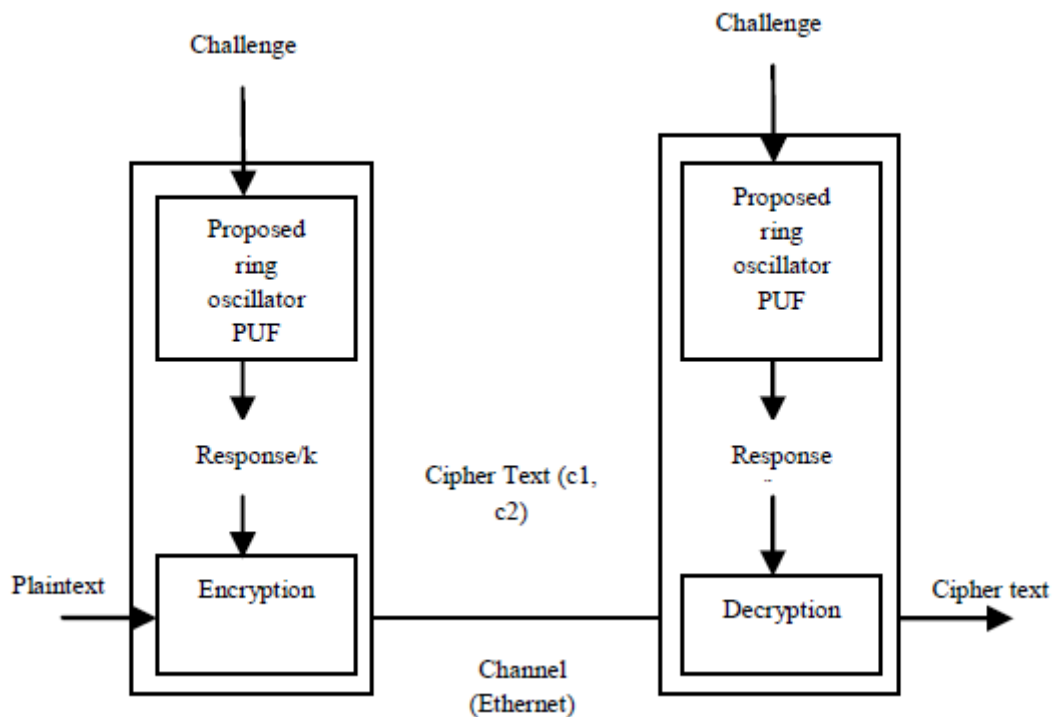 Challenge
Challenge
Proposed
ring
oscillator
PUF
Proposed
ring
oscillator
PUF
Response/k
Cipher Text (c1,
c2)
Response
Plaintext
Encryption
Decryption
Cipher text
Channel
(Ethernet)